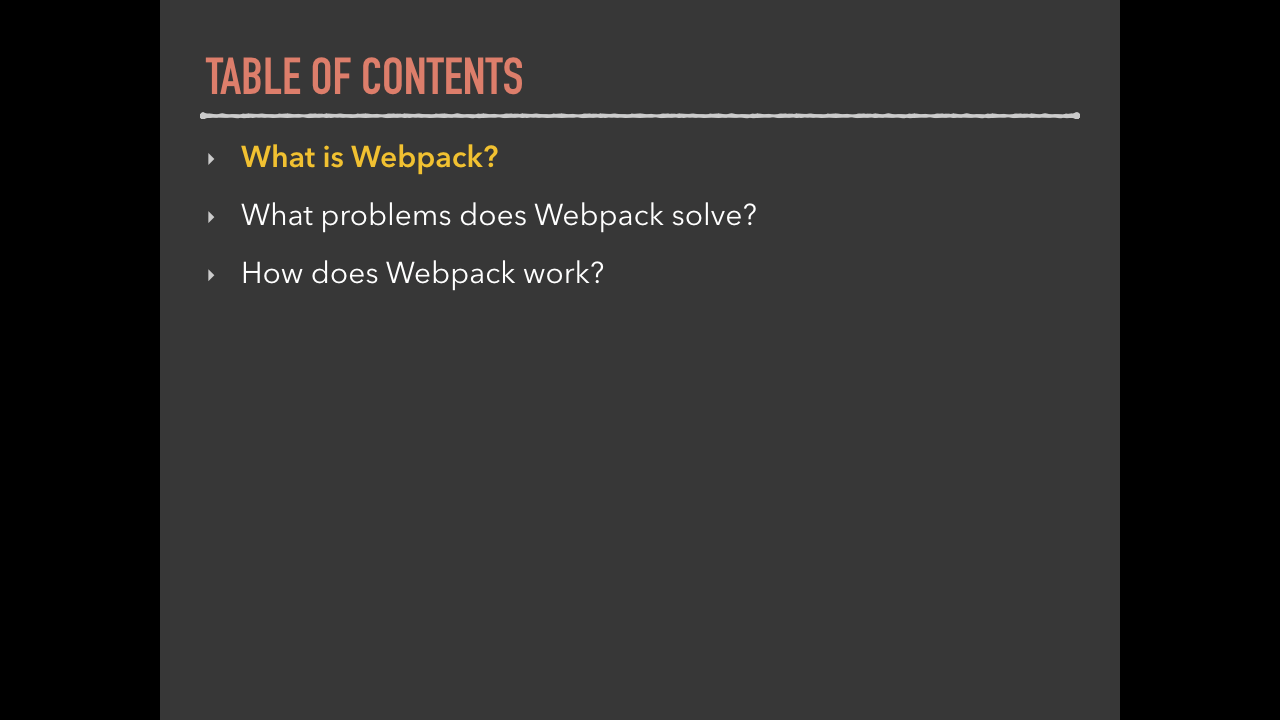 TABLE OF CONTENTS
What is Webpack?
What problems does Webpack solve?
How does Webpack work?